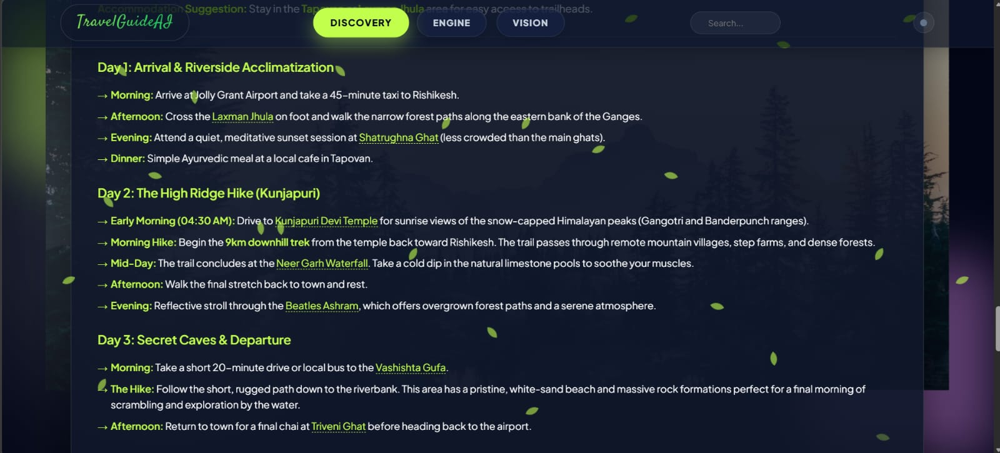 Accommodation Suggestion: Stay in the Tapovan or Laxman Jhula area for easy access to trailheads.
TravelGuideAI
DISCOVERY
ENGINE
VISION
Search...
Day 1: Arrival & Riverside Acclimatization
→ Morning: Arrive at Jolly Grant Airport and take a 45-minute taxi to Rishikesh.
→ Afternoon: Cross the Laxman Jhula on foot and walk the narrow forest paths along the eastern bank of the Ganges.
→ Evening: Attend a quiet, meditative sunset session at Shatrughna Ghat (less crowded than the main ghats).
→ Dinner: Simple Ayurvedic meal at a local cafe in Tapovan.
Day 2: The High Ridge Hike (Kunjapuri)
→ Early Morning (04:30 AM): Drive to Kunjapuri Devi Temple for sunrise views of the snow-capped Himalayan peaks (Gangotri and Banderpunch ranges).
→ Morning Hike: Begin the 9km downhill trek from the temple back toward Rishikesh. The trail passes through remote mountain villages, step farms, and dense forests.
→ Mid-Day: The trail concludes at the Neer Garh Waterfall. Take a cold dip in the natural limestone pools to soothe your muscles.
→ Afternoon: Walk the final stretch back to town and rest.
→ Evening: Reflective stroll through the Beatles Ashram, which offers overgrown forest paths and a serene atmosphere.
Day 3: Secret Caves & Departure
→ Morning: Take a short 20-minute drive or local bus to the Vashishta Gufa.
→ The Hike: Follow the short, rugged path down to the riverbank. This area has a pristine, white-sand beach and massive rock formations perfect for a final morning of
scrambling and exploration by the water.
→ Afternoon: Return to town for a final chai at Triveni Ghat before heading back to the airport.